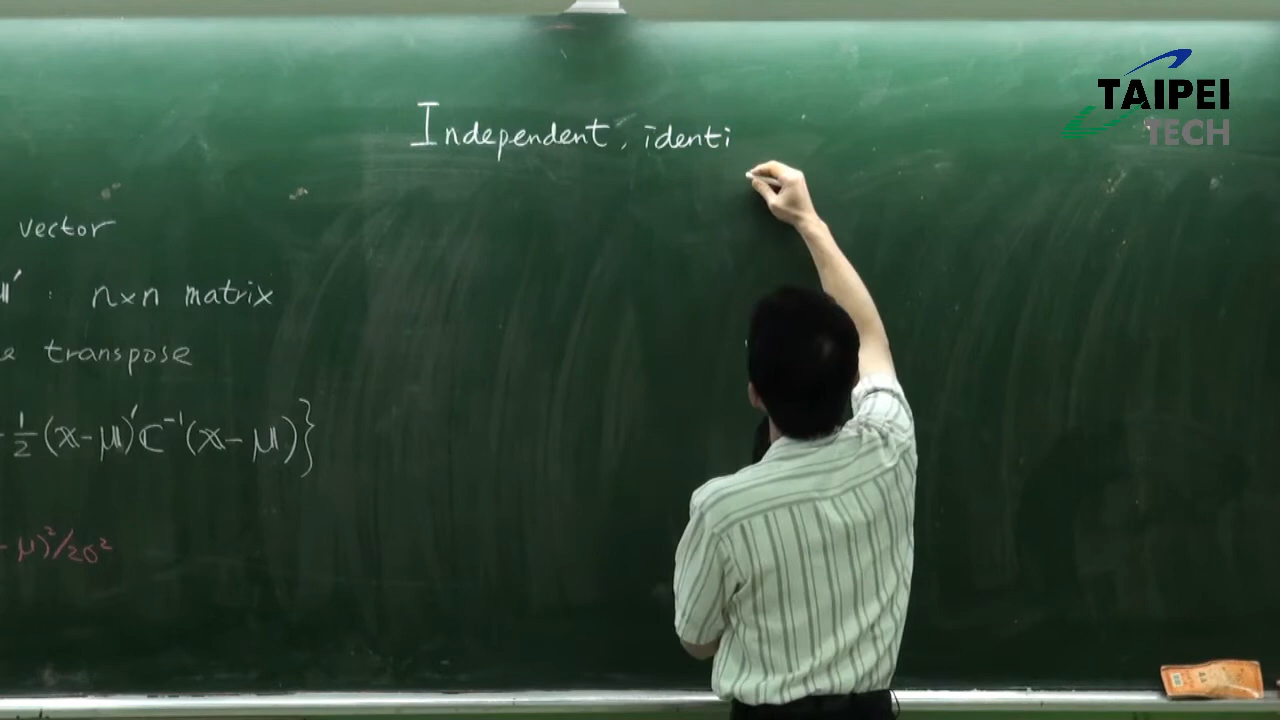 Independent, identi
vector
μ' : n×n matrix
transpose
-1/2(x-μ)'C⁻¹(x-μ)}
-μ)²/2σ²
TAIPEI
TECH